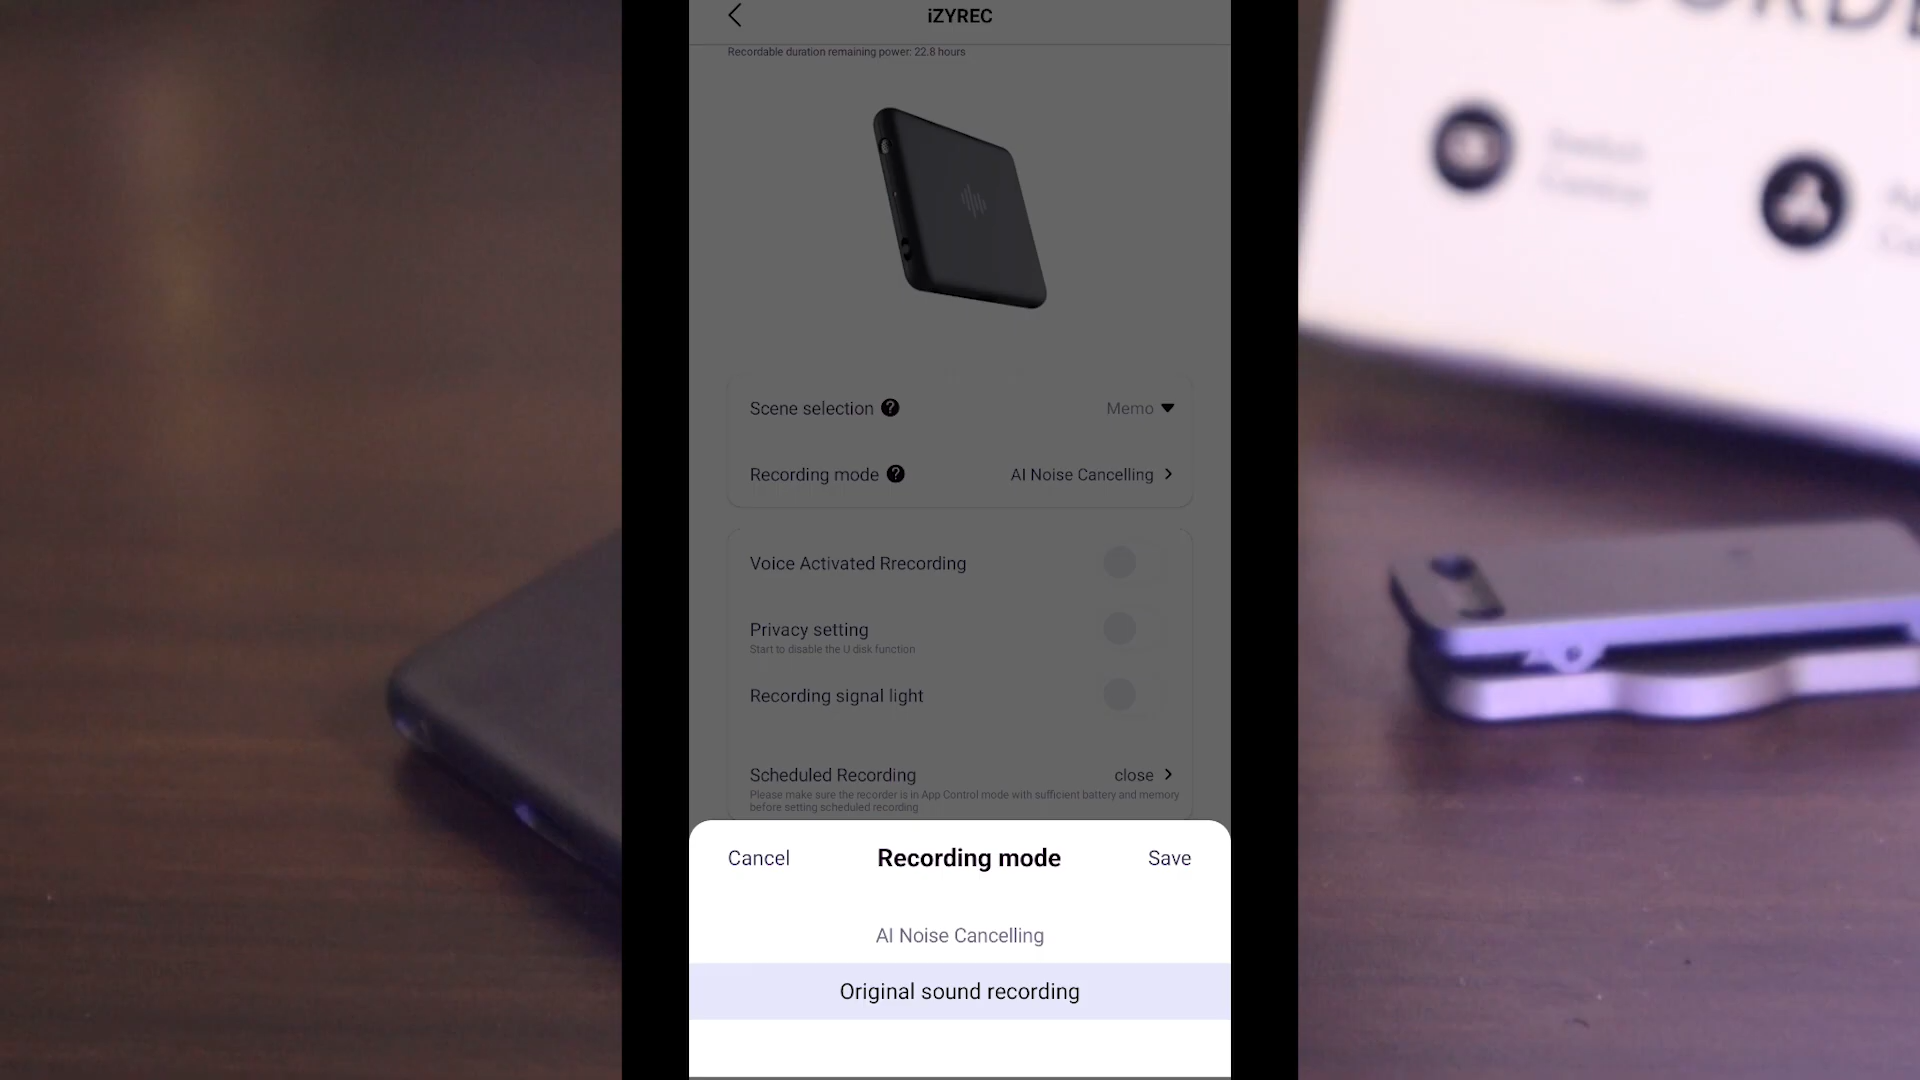 iZYREC
Recordable duration remaining power: 22.8 hours
Scene selection ?
Memo
Recording mode ?
AI Noise Cancelling
Voice Activated Rrecording
Privacy setting
Start to disable the U disk function
Recording signal light
Scheduled Recording
close
Please make sure the recorder is in App Control mode with sufficient battery and memory
before setting scheduled recording
Cancel
Recording mode
Save
AI Noise Cancelling
Original sound recording